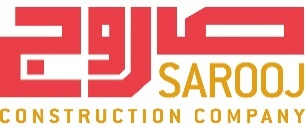 صاروج
SAROOJ
CONSTRUCTION COMPANY